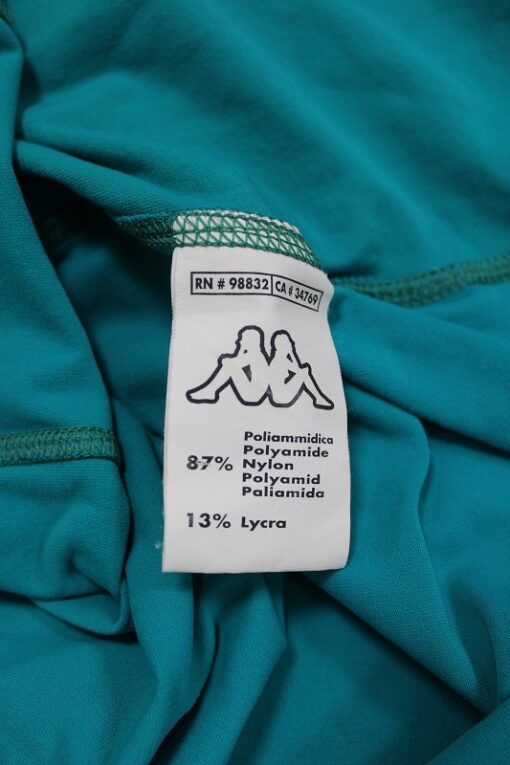 RN # 98832 CA # 34769
Poliammidica
Polyamide
87% Nylon
Polyamid
Paliamida
13% Lycra